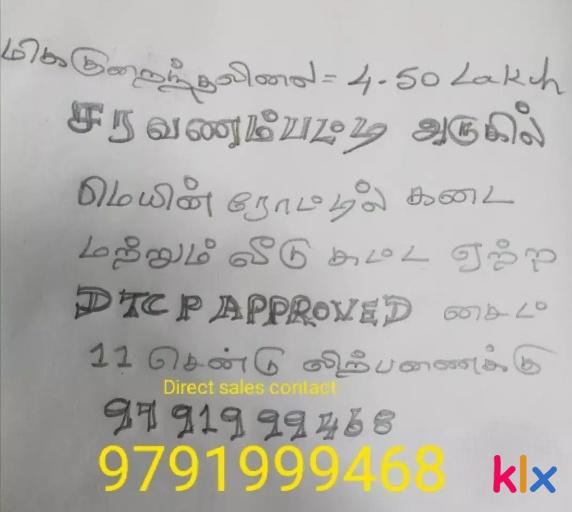 மிககுறைந்தவிலை = 4.50 Lakh
சரவணம்பட்டி அருகில்
மெயின் ரோட்டில் கடை
மற்றும் வீடு கட்ட ஏற்ற
DTCP APPROVED சைட்
11 செண்டு விற்பணைக்கு
Direct sales contact
9791999468
9791999468
klx